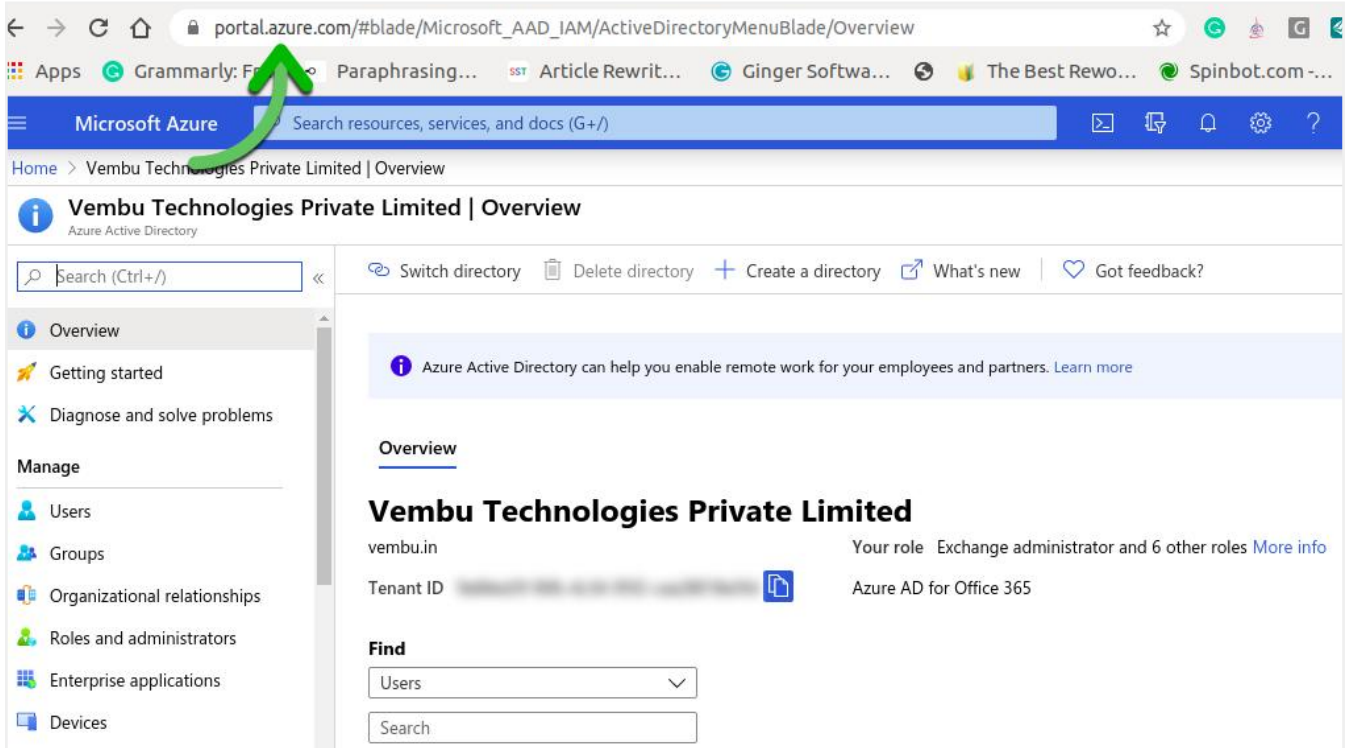 portal.azure.com/#blade/Microsoft_AAD_IAM/ActiveDirectoryMenuBlade/Overview
Apps Grammarly: Paraphrasing... SST Article Rewrit... Ginger Softwa... The Best Rewo... Spinbot.com -...
Microsoft Azure Search resources, services, and docs (G+/)
Home > Vembu Technologies Private Limited | Overview
Vembu Technologies Private Limited | Overview
Azure Active Directory
Search (Ctrl+/) «
Switch directory Delete directory Create a directory What's new Got feedback?
Overview
Getting started
Diagnose and solve problems
Manage
Users
Groups
Organizational relationships
Roles and administrators
Enterprise applications
Devices
Azure Active Directory can help you enable remote work for your employees and partners. Learn more
Overview
Vembu Technologies Private Limited
vembu.in
Your role Exchange administrator and 6 other roles More info
Tenant ID
Azure AD for Office 365
Find
Users
Search